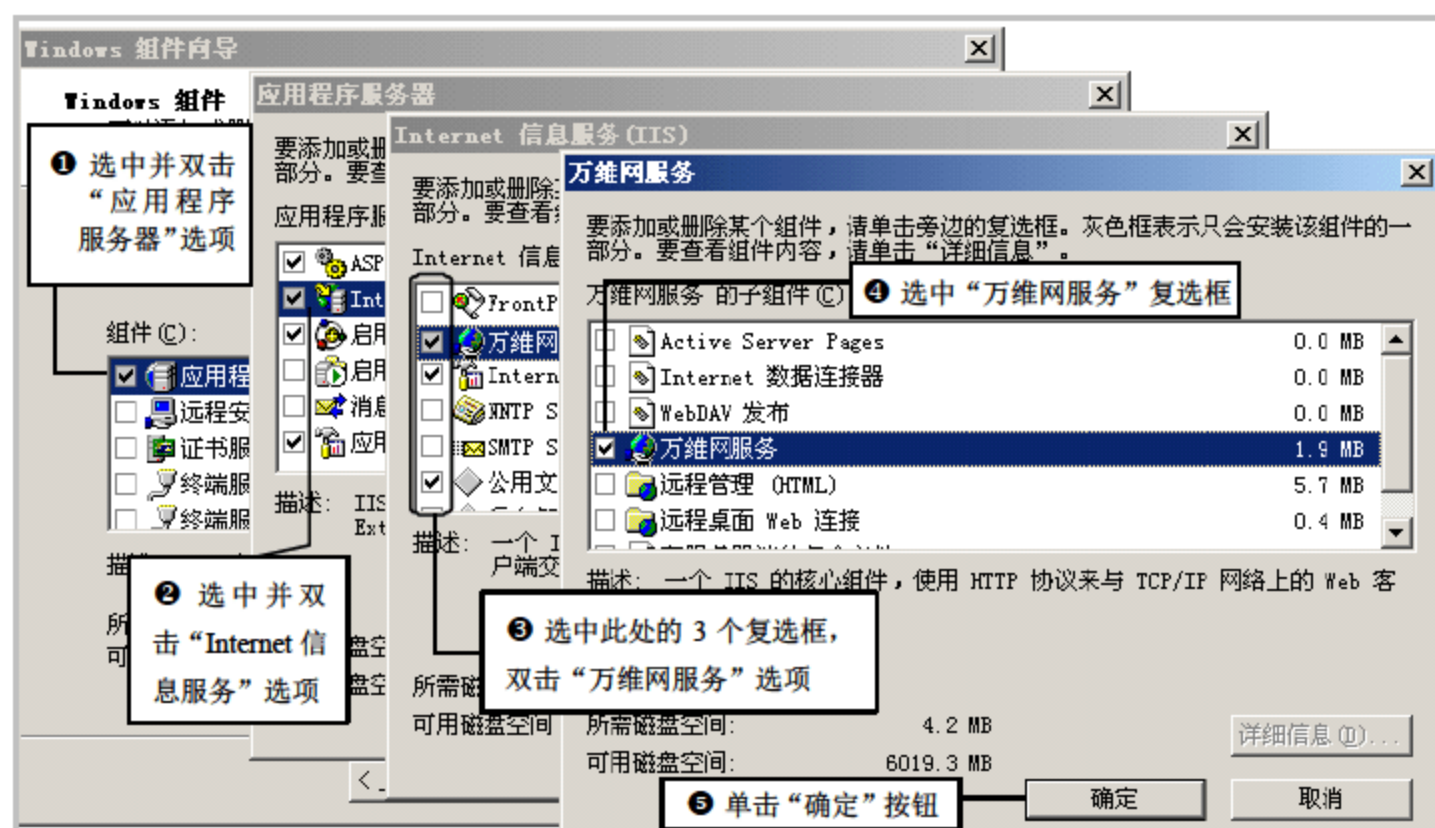 Windows 组件向导
Windows 组件
❶ 选中并双击
“应用程序
服务器”选项
组件(C):
应用程
远程安
证书服
终端服
终端服
所
可
应用程序服务器
要添加或删
部分。要查
应用程序服
ASP
Int
启用
启用
消息
应用
描述: IIS
Ext
❷ 选中并双
击“Internet 信
息服务”选项
盘空
盘空
<
Internet 信息服务(IIS)
要添加或删除
部分。要查看
Internet 信息
FrontP
万维网
Intern
NNTP S
SMTP S
公用文
描述: 一个 I
户端交
❸ 选中此处的 3 个复选框,
双击“万维网服务”选项
所需磁
可用磁盘空间
万维网服务
要添加或删除某个组件,请单击旁边的复选框。灰色框表示只会安装该组件的一
部分。要查看组件内容,请单击“详细信息”。
万维网服务 的子组件(C)
❹ 选中“万维网服务”复选框
Active Server Pages 0.0 MB
Internet 数据连接器 0.0 MB
WebDAV 发布 0.0 MB
万维网服务 1.9 MB
远程管理 (HTML) 5.7 MB
远程桌面 Web 连接 0.4 MB
描述: 一个 IIS 的核心组件,使用 HTTP 协议来与 TCP/IP 网络上的 Web 客
所需磁盘空间: 4.2 MB
可用磁盘空间: 6019.3 MB
详细信息(D)...
❺ 单击“确定”按钮
确定
取消